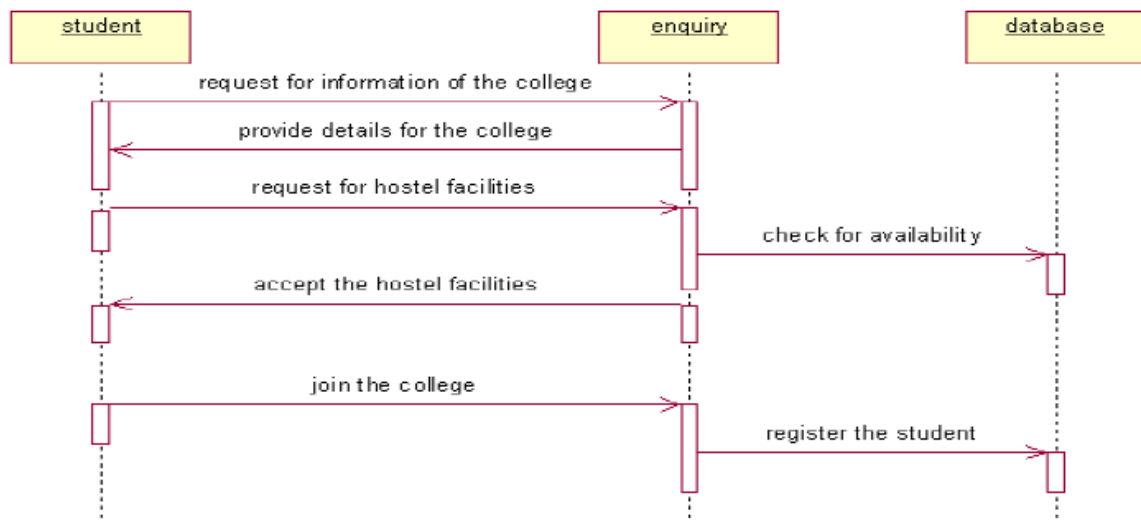 student
enquiry
database
request for information of the college
provide details for the college
request for hostel facilities
check for availability
accept the hostel facilities
join the college
register the student